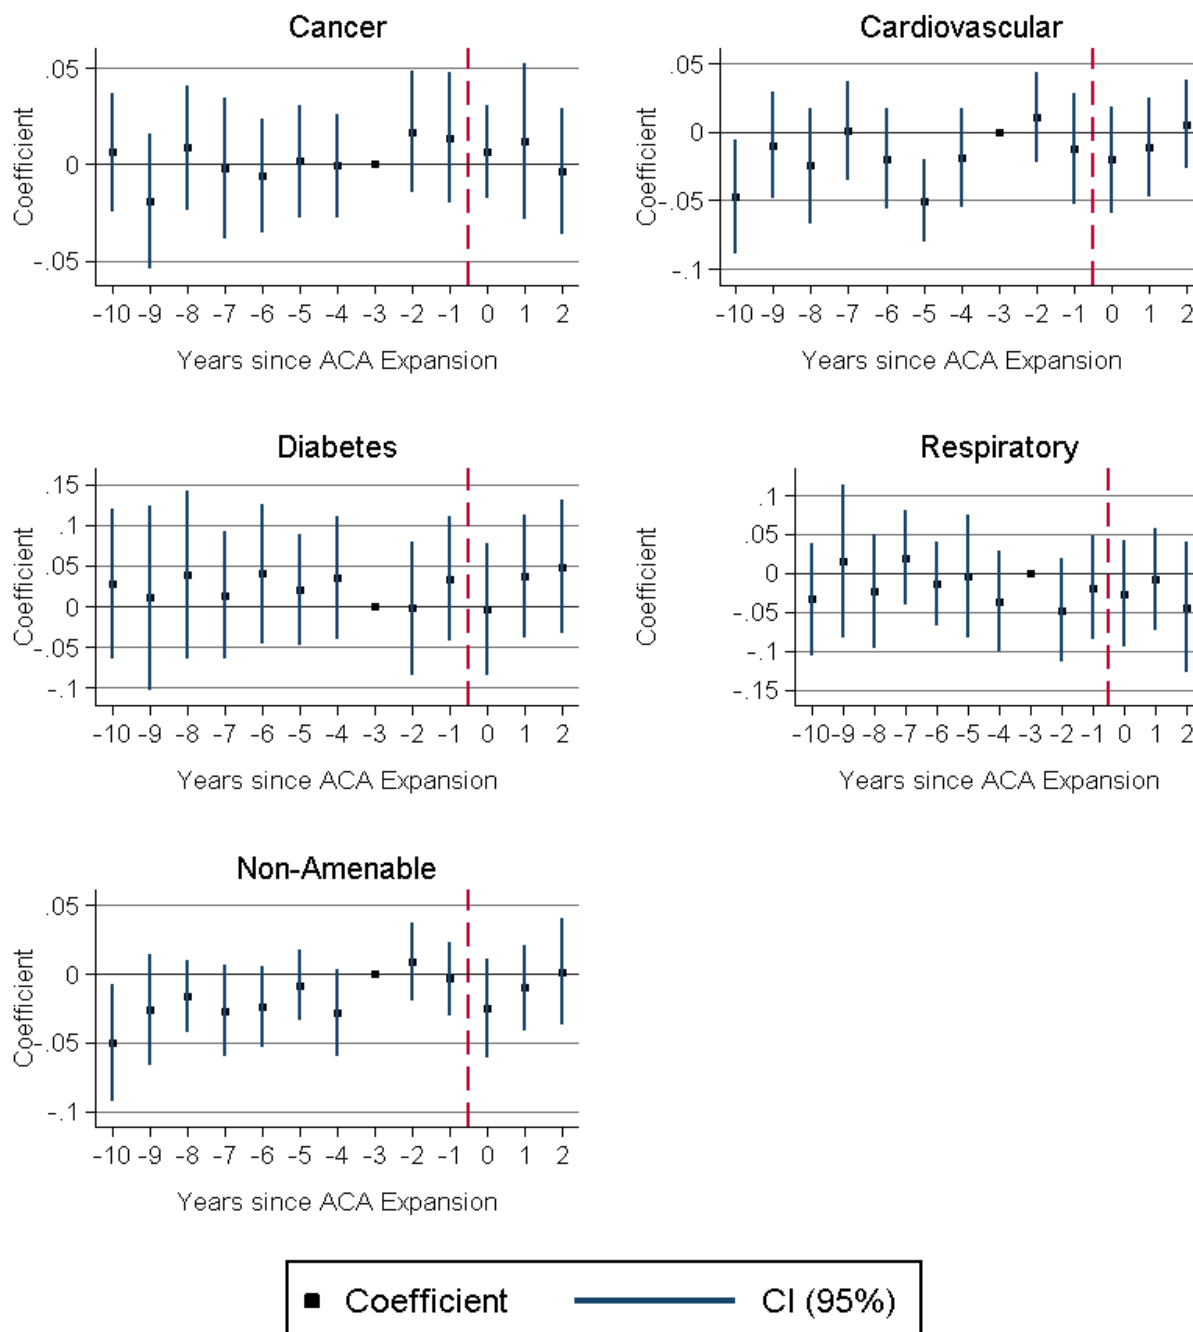 Cancer
Coefficient
.05
0
-.05
-10 -9 -8 -7 -6 -5 -4 -3 -2 -1 0 1 2
Years since ACA Expansion
Cardiovascular
Coefficient
.05
0
-.05
-.1
-10 -9 -8 -7 -6 -5 -4 -3 -2 -1 0 1 2
Years since ACA Expansion
Diabetes
Coefficient
.15
.1
.05
0
-.05
-.1
-10 -9 -8 -7 -6 -5 -4 -3 -2 -1 0 1 2
Years since ACA Expansion
Respiratory
Coefficient
.1
.05
0
-.05
-.1
-.15
-10 -9 -8 -7 -6 -5 -4 -3 -2 -1 0 1 2
Years since ACA Expansion
Non-Amenable
Coefficient
.05
0
-.05
-.1
-10 -9 -8 -7 -6 -5 -4 -3 -2 -1 0 1 2
Years since ACA Expansion
Coefficient CI (95%)